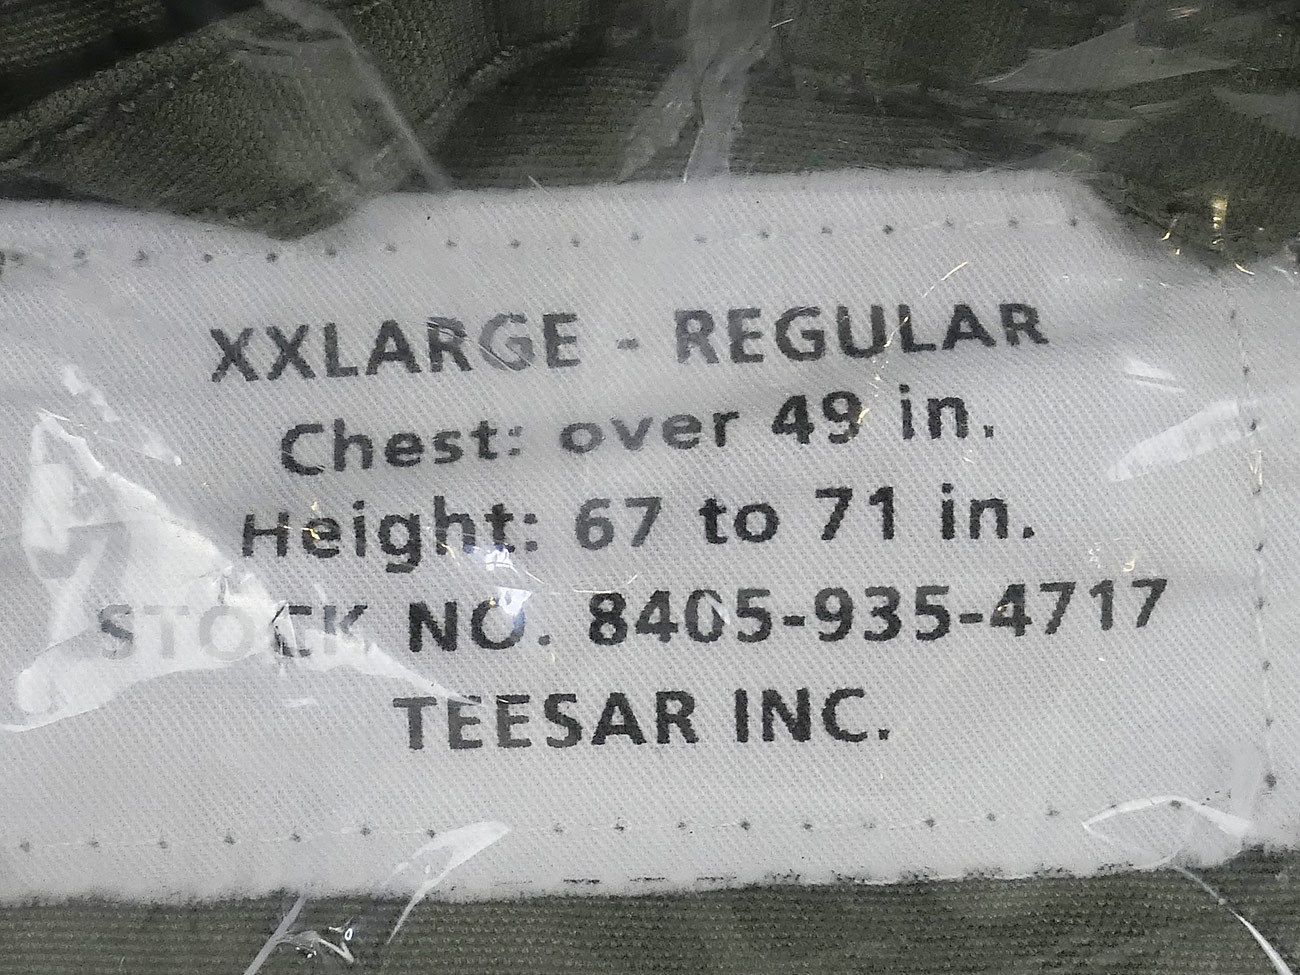 XXLARGE - REGULAR
Chest: over 49 in.
Height: 67 to 71 in.
STOCK NO. 8405-935-4717
TEESAR INC.